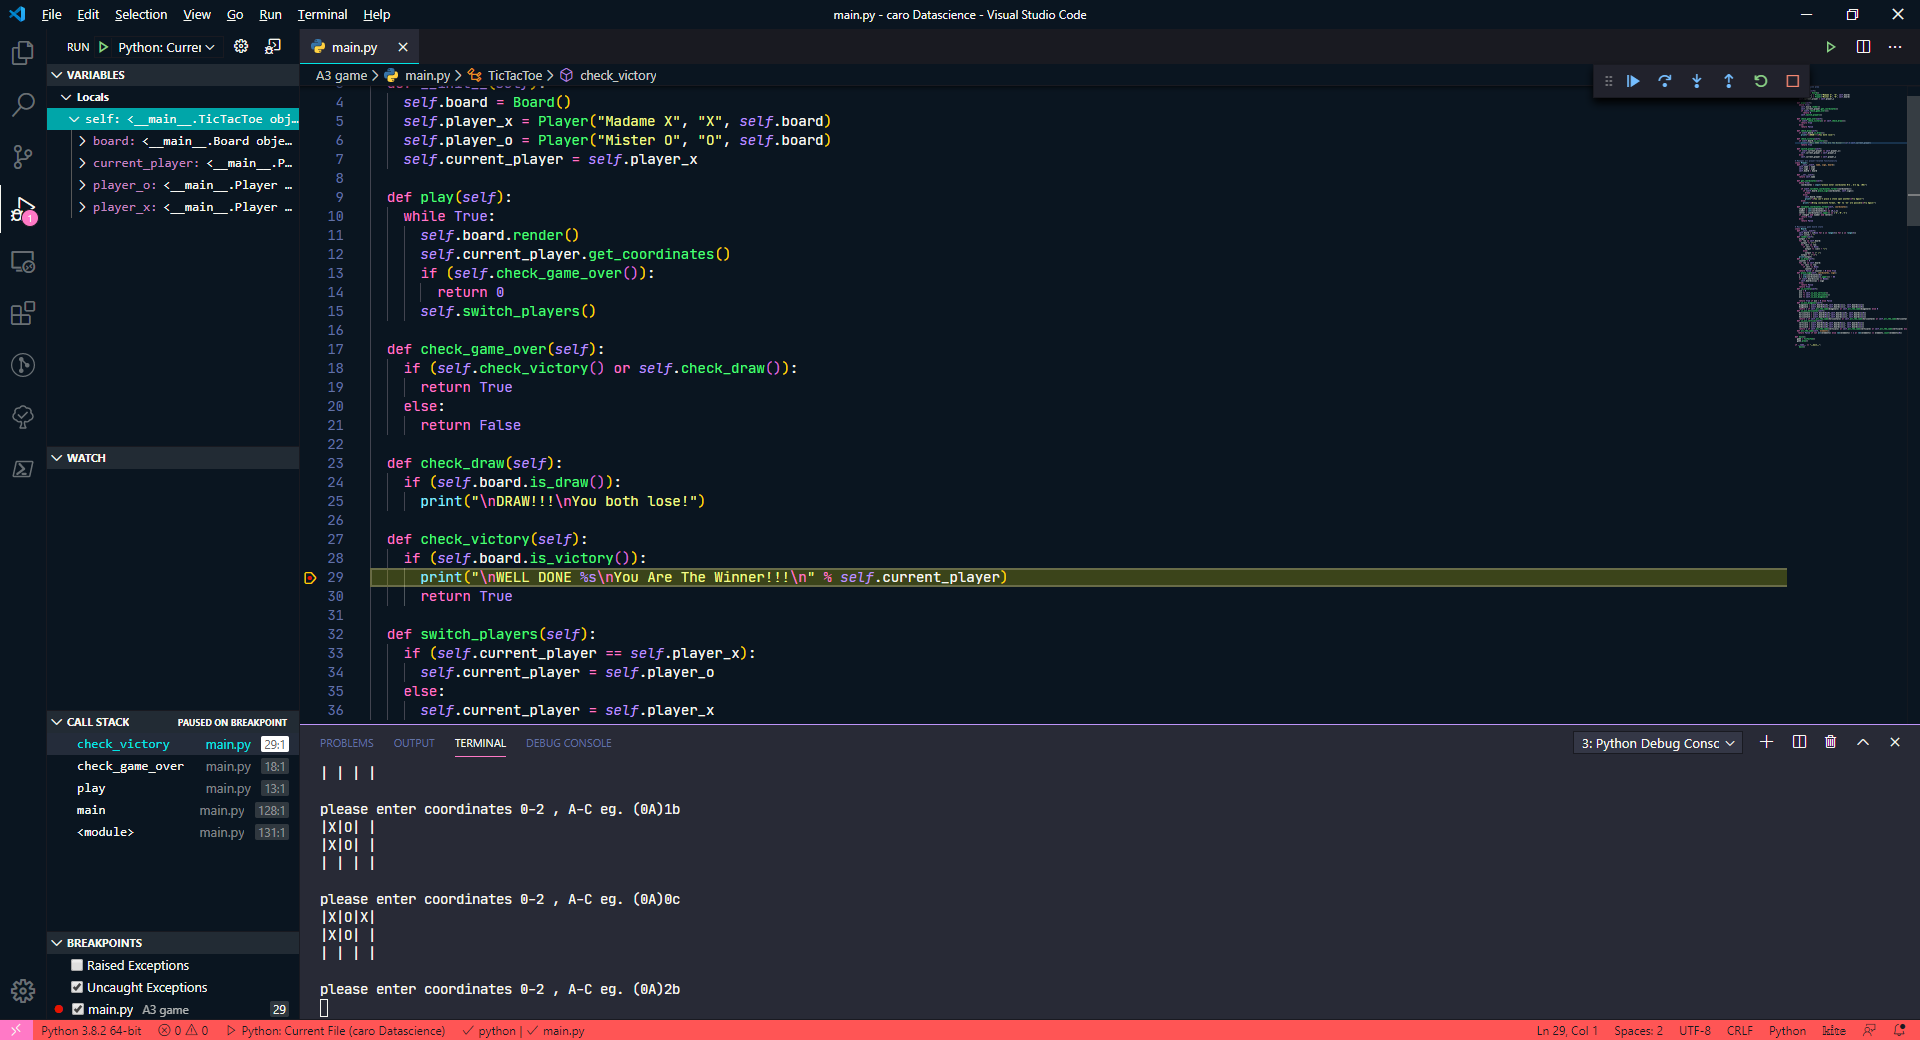 File Edit Selection View Go Run Terminal Help
main.py - caro Datascience - Visual Studio Code
RUN Python: Currer
main.py
A3 game > main.py > TicTacToe > check_victory
VARIABLES
Locals
self: <__main__.TicTacToe obj…
board: <__main__.Board obje…
current_player: <__main__.P…
player_o: <__main__.Player …
player_x: <__main__.Player …
1
WATCH
CALL STACK PAUSED ON BREAKPOINT
check_victory main.py 29:1
check_game_over main.py 18:1
play main.py 13:1
main main.py 128:1
<module> main.py 131:1
BREAKPOINTS
Raised Exceptions
Uncaught Exceptions
main.py A3 game 29
4 self.board = Board()
5 self.player_x = Player("Madame X", "X", self.board)
6 self.player_o = Player("Mister O", "O", self.board)
7 self.current_player = self.player_x
8
9 def play(self):
10 while True:
11 self.board.render()
12 self.current_player.get_coordinates()
13 if (self.check_game_over()):
14 return 0
15 self.switch_players()
16
17 def check_game_over(self):
18 if (self.check_victory() or self.check_draw()):
19 return True
20 else:
21 return False
22
23 def check_draw(self):
24 if (self.board.is_draw()):
25 print("\nDRAW!!!\nYou both lose!")
26
27 def check_victory(self):
28 if (self.board.is_victory()):
29 print("\nWELL DONE %s\nYou Are The Winner!!!\n" % self.current_player)
30 return True
31
32 def switch_players(self):
33 if (self.current_player == self.player_x):
34 self.current_player = self.player_o
35 else:
36 self.current_player = self.player_x
PROBLEMS OUTPUT TERMINAL DEBUG CONSOLE
3: Python Debug Consc
| | | |
please enter coordinates 0-2 , A-C eg. (0A)1b
|X|O| |
|X|O| |
| | | |
please enter coordinates 0-2 , A-C eg. (0A)0c
|X|O|X|
|X|O| |
| | | |
please enter coordinates 0-2 , A-C eg. (0A)2b
Python 3.8.2 64-bit 0 0 Python: Current File (caro Datascience) python | main.py
Ln 29, Col 1 Spaces: 2 UTF-8 CRLF Python kite